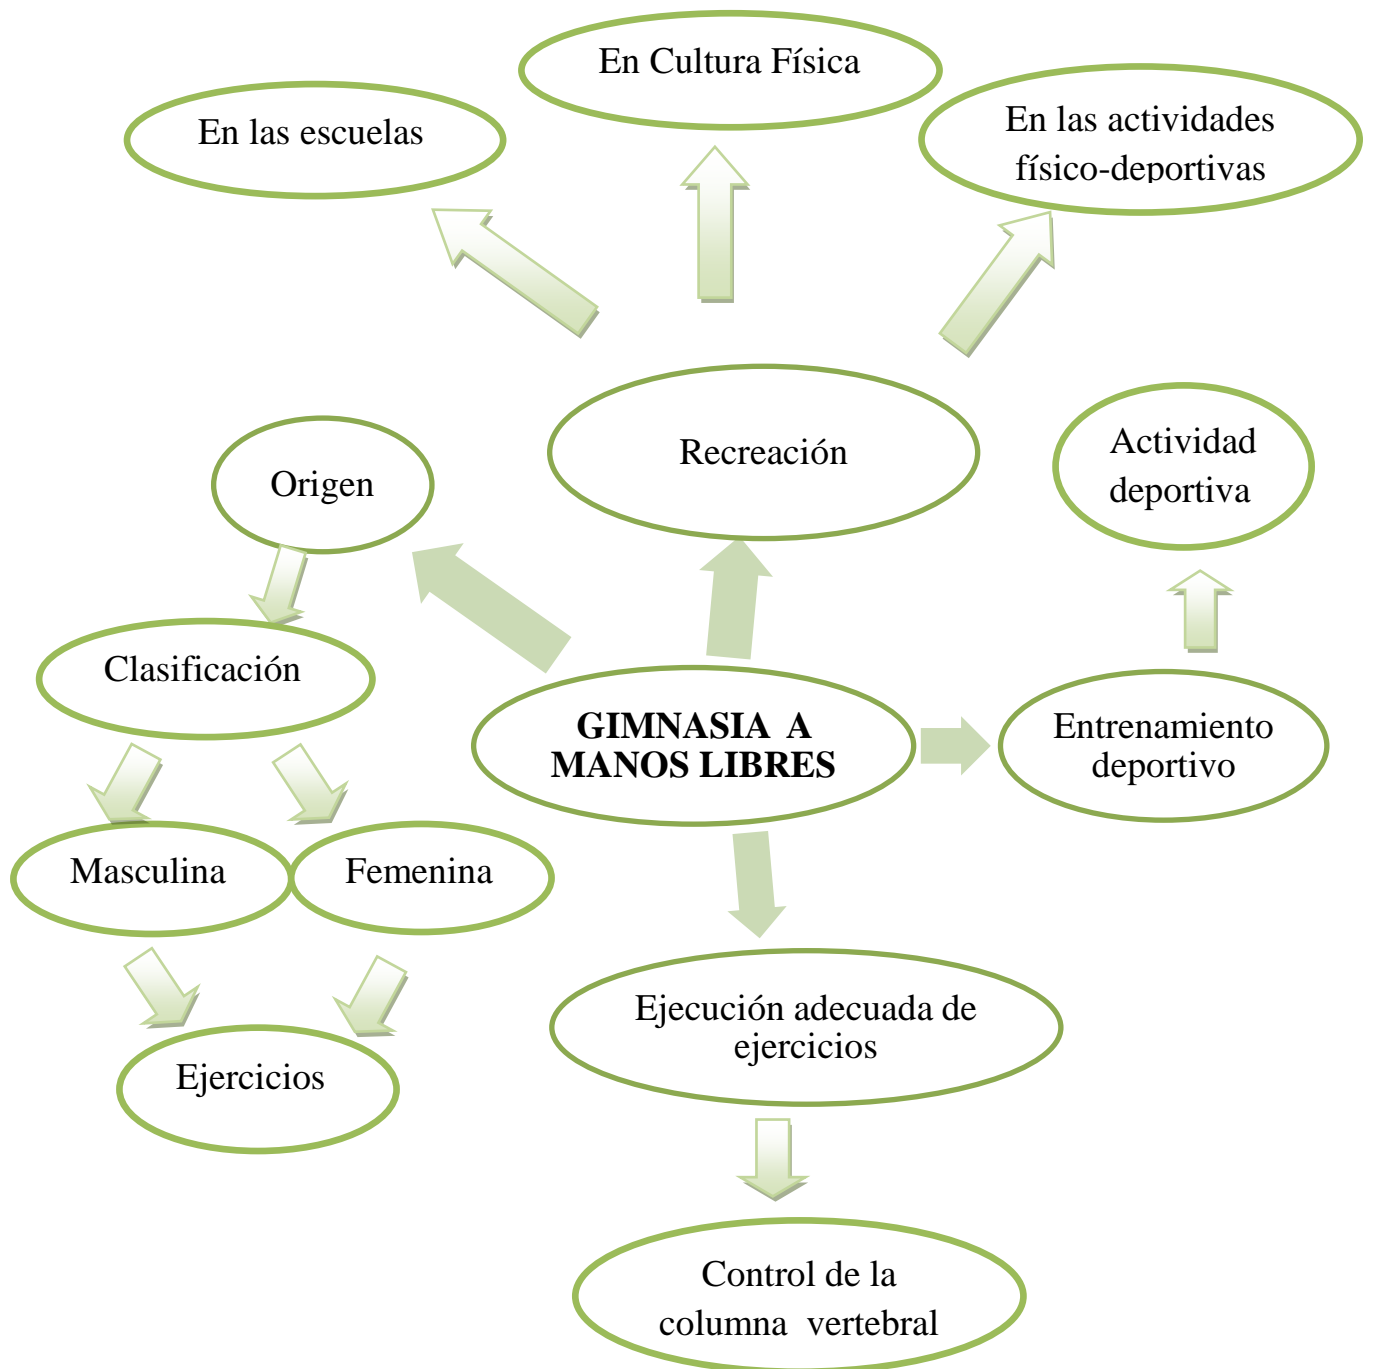 En Cultura Física
En las escuelas
En las actividades
físico-deportivas
Recreación
Actividad
deportiva
Origen
Clasificación
GIMNASIA A
MANOS LIBRES
Entrenamiento
deportivo
Masculina
Femenina
Ejecución adecuada de
ejercicios
Ejercicios
Control de la
columna vertebral